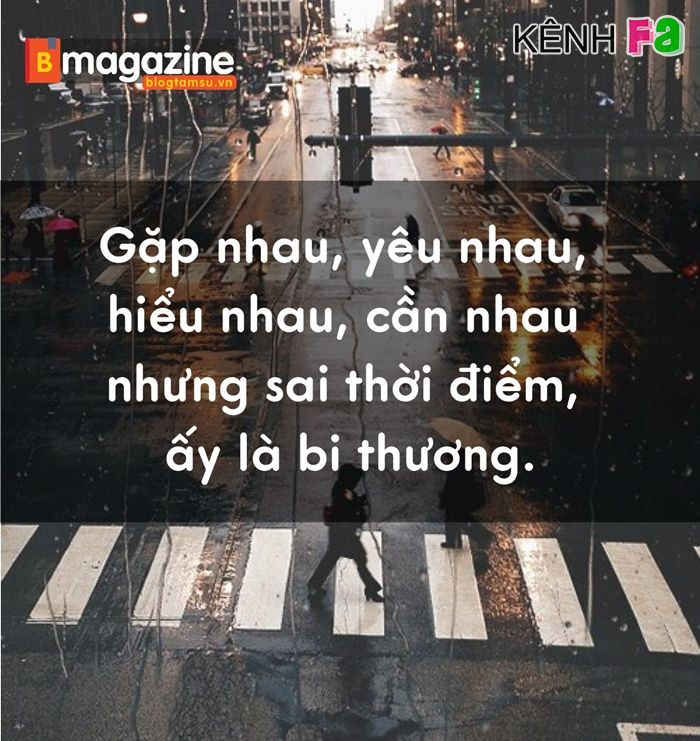 B magazine
blogtamsu.vn
KÊNH Fa
Gặp nhau, yêu nhau,
hiểu nhau, cần nhau
nhưng sai thời điểm,
ấy là bi thương.